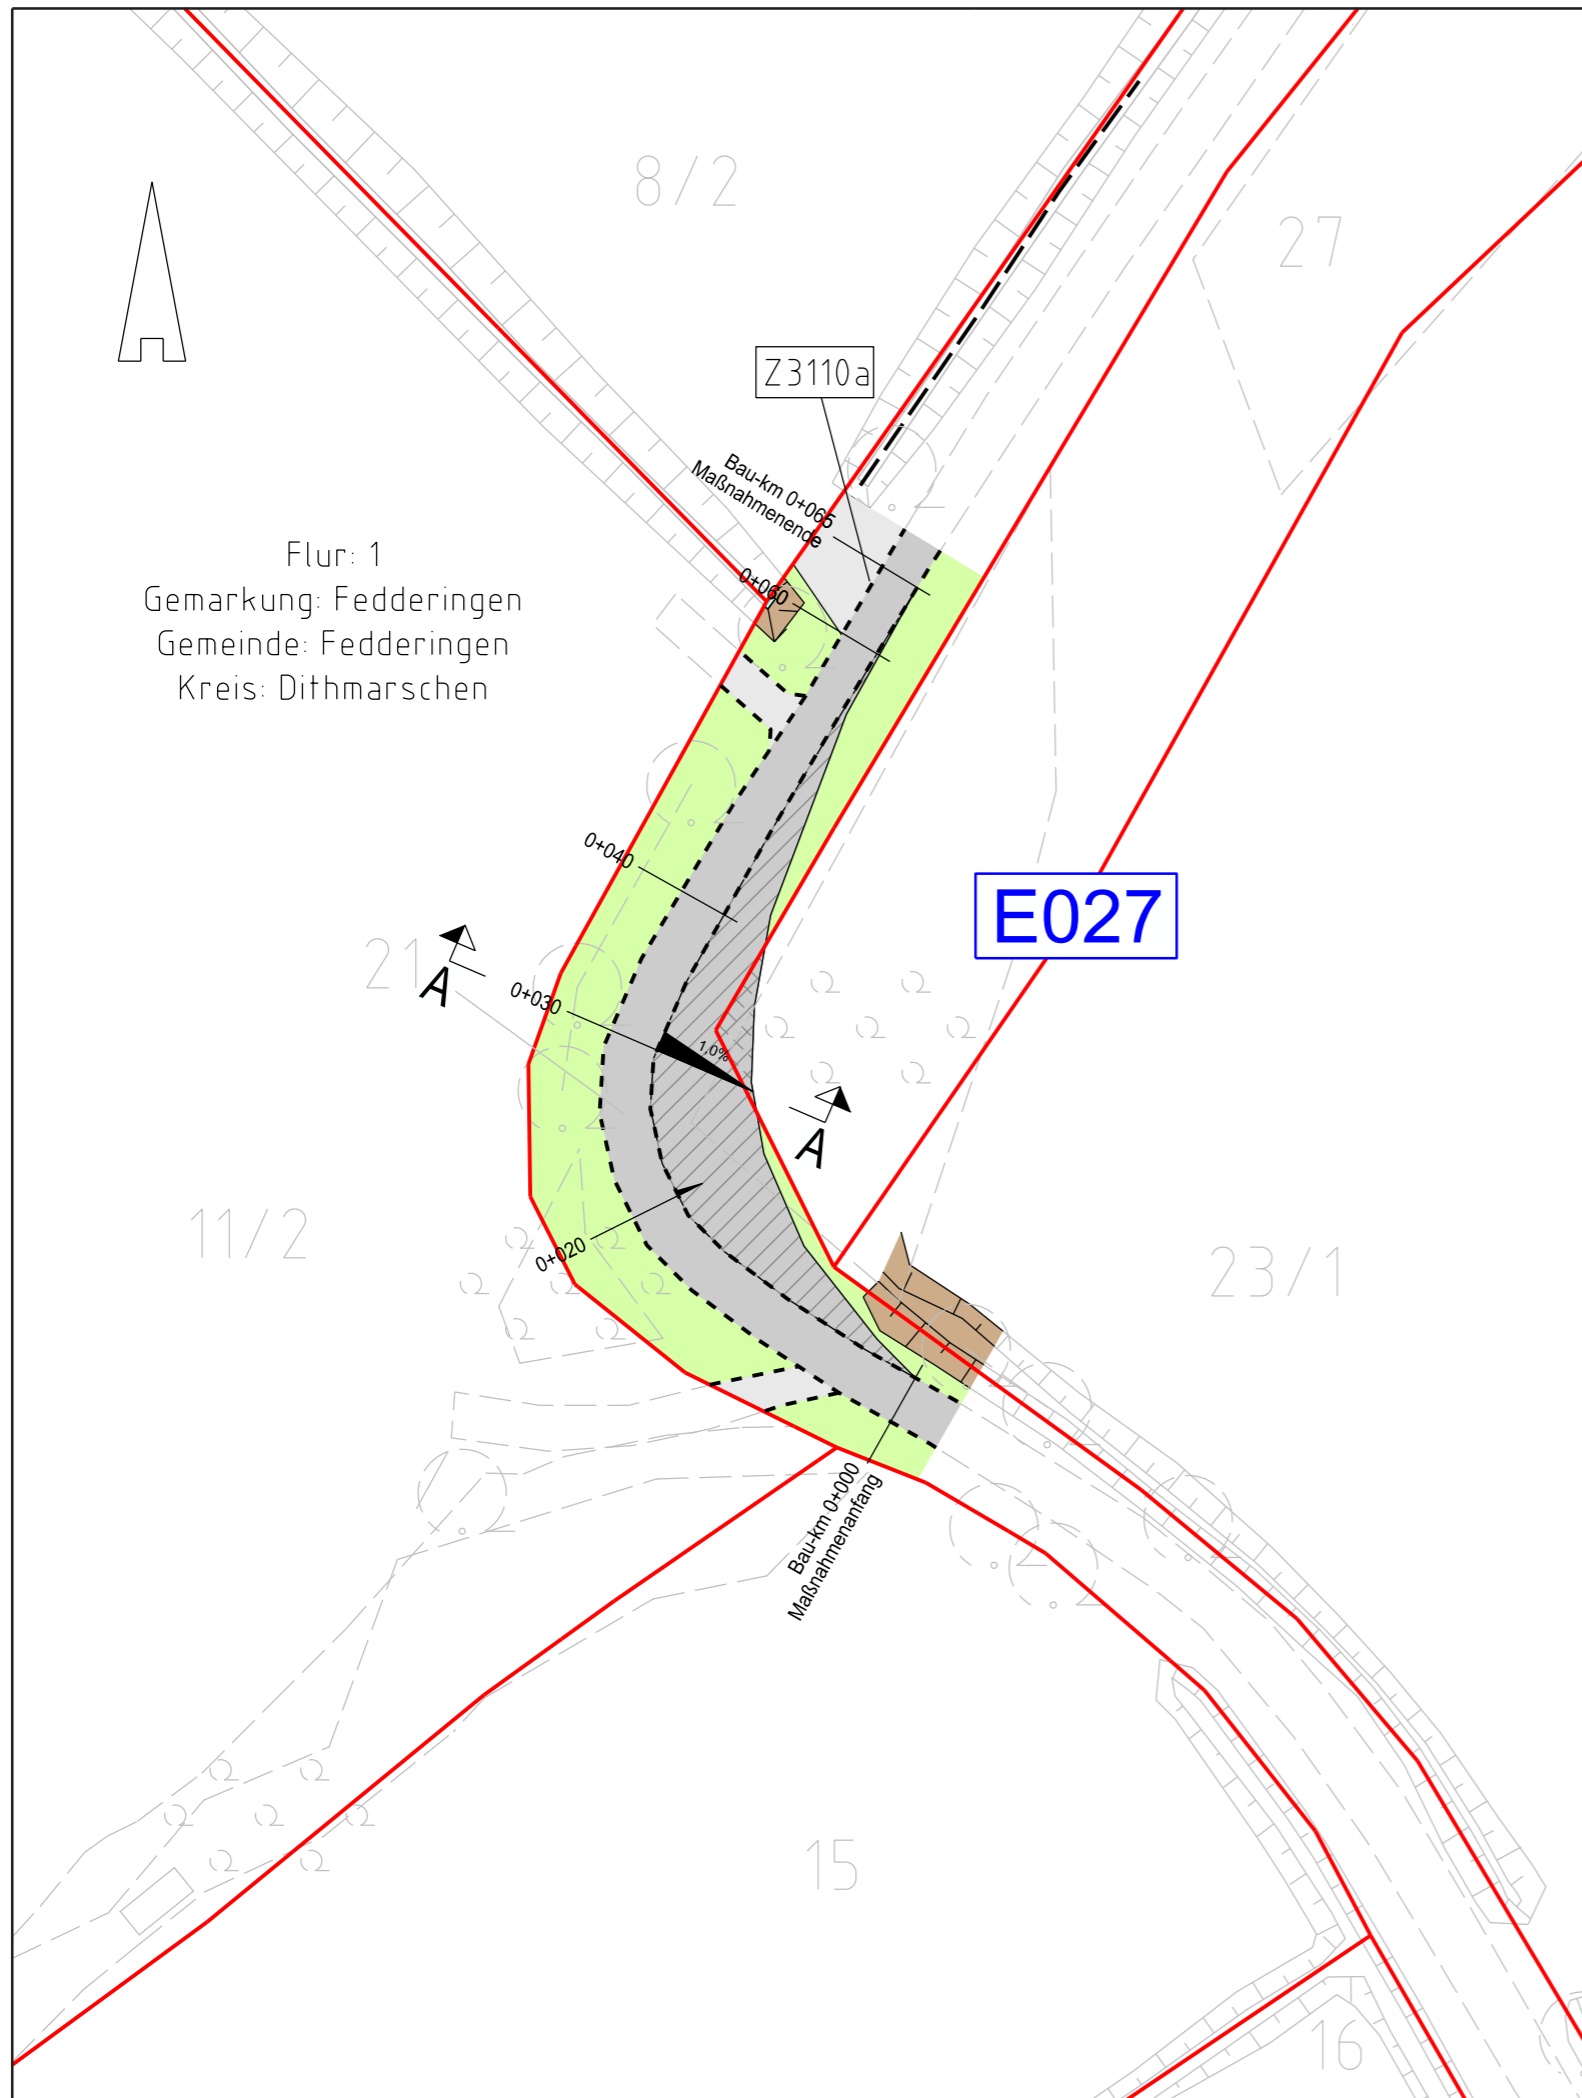 8/2
27
Z3110a
Bau-km 0+065
Maßnahmenende
0+060
Flur: 1
Gemarkung: Fedderingen
Gemeinde: Fedderingen
Kreis: Dithmarschen
0+040
E027
21
A
0+030
1,0%
A
11/2
0+020
23/1
Bau-km 0+000
Maßnahmenanfang
15
16